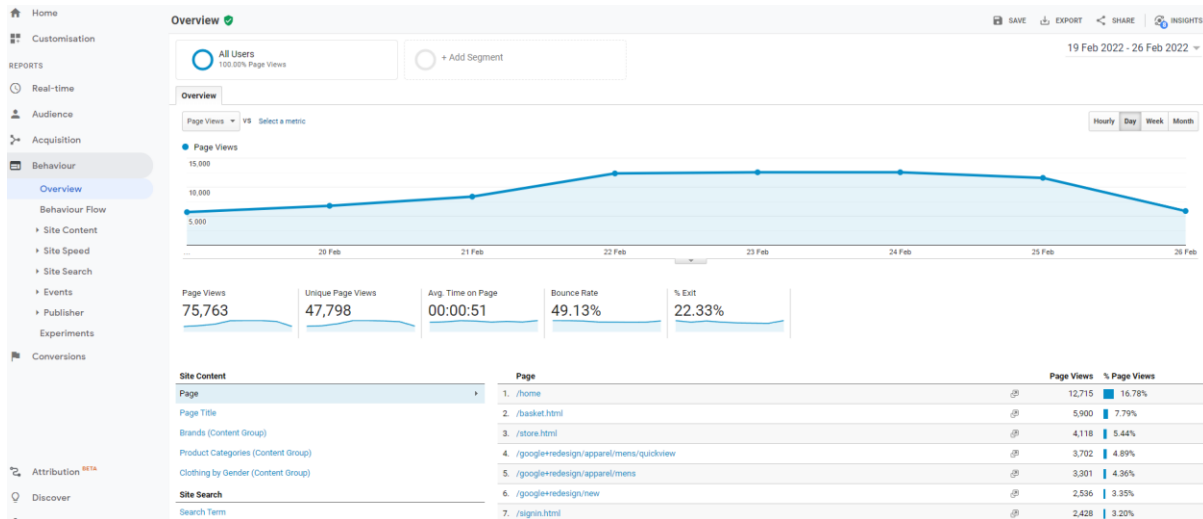 Home
Customisation
REPORTS
Real-time
Audience
Acquisition
Behaviour
Overview
Behaviour Flow
Site Content
Site Speed
Site Search
Events
Publisher
Experiments
Conversions
Attribution BETA
Discover
Overview
SAVE EXPORT SHARE INSIGHTS
All Users
100.00% Page Views
+ Add Segment
19 Feb 2022 - 26 Feb 2022
Overview
Page Views VS Select a metric
Hourly Day Week Month
Page Views
15,000
10,000
5,000
... 20 Feb 21 Feb 22 Feb 23 Feb 24 Feb 25 Feb 26 Feb
Page Views Unique Page Views Avg. Time on Page Bounce Rate % Exit
75,763 47,798 00:00:51 49.13% 22.33%
Site Content
Page
Page Title
Brands (Content Group)
Product Categories (Content Group)
Clothing by Gender (Content Group)
Site Search
Search Term
Page Page Views % Page Views
1. /home 12,715 16.78%
2. /basket.html 5,900 7.79%
3. /store.html 4,118 5.44%
4. /google+redesign/apparel/mens/quickview 3,702 4.89%
5. /google+redesign/apparel/mens 3,301 4.36%
6. /google+redesign/new 2,536 3.35%
7. /signin.html 2,428 3.20%